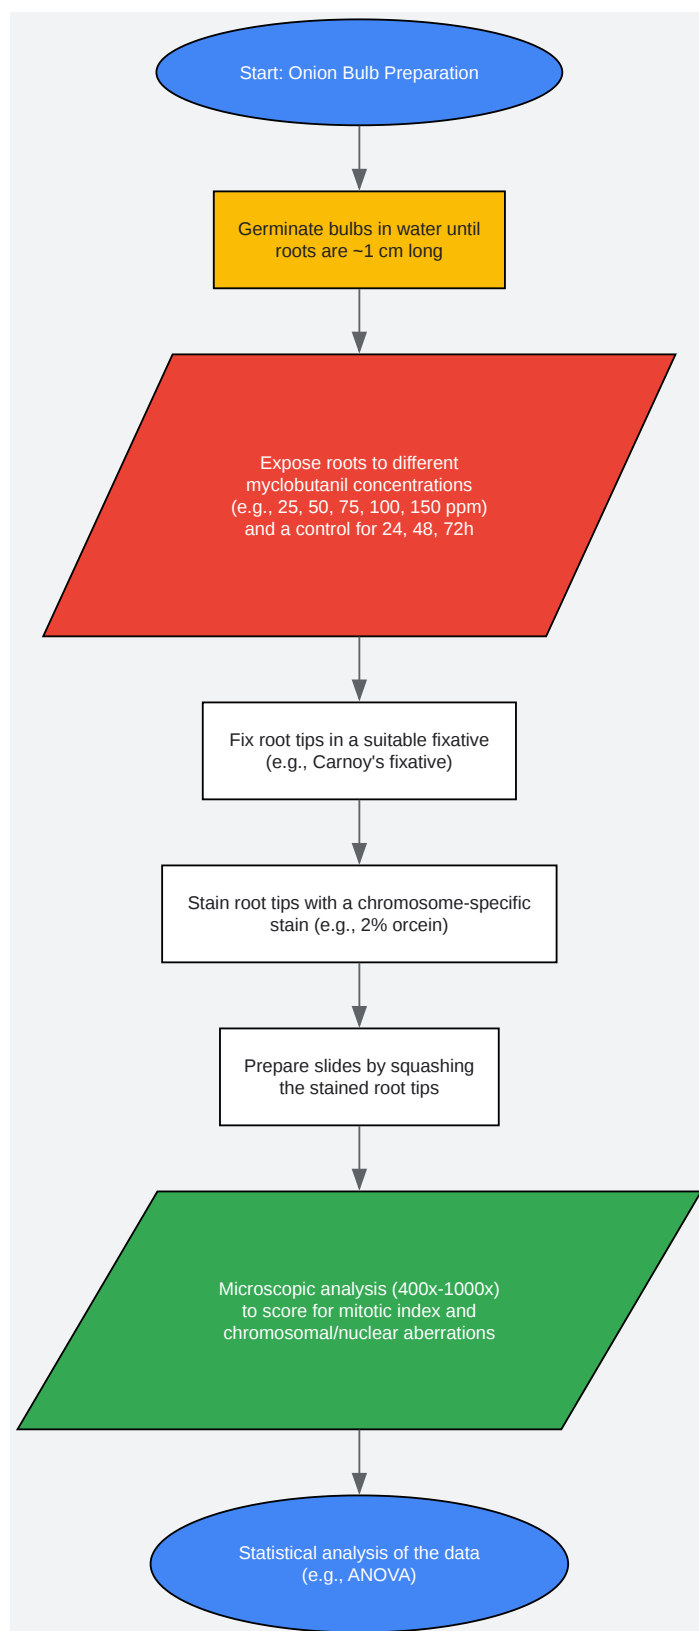 Start: Onion Bulb Preparation
Germinate bulbs in water until
roots are ~1 cm long
Expose roots to different
myclobutanil concentrations
(e.g., 25, 50, 75, 100, 150 ppm)
and a control for 24, 48, 72h
Fix root tips in a suitable fixative
(e.g., Carnoy's fixative)
Stain root tips with a chromosome-specific
stain (e.g., 2% orcein)
Prepare slides by squashing
the stained root tips
Microscopic analysis (400x-1000x)
to score for mitotic index and
chromosomal/nuclear aberrations
Statistical analysis of the data
(e.g., ANOVA)